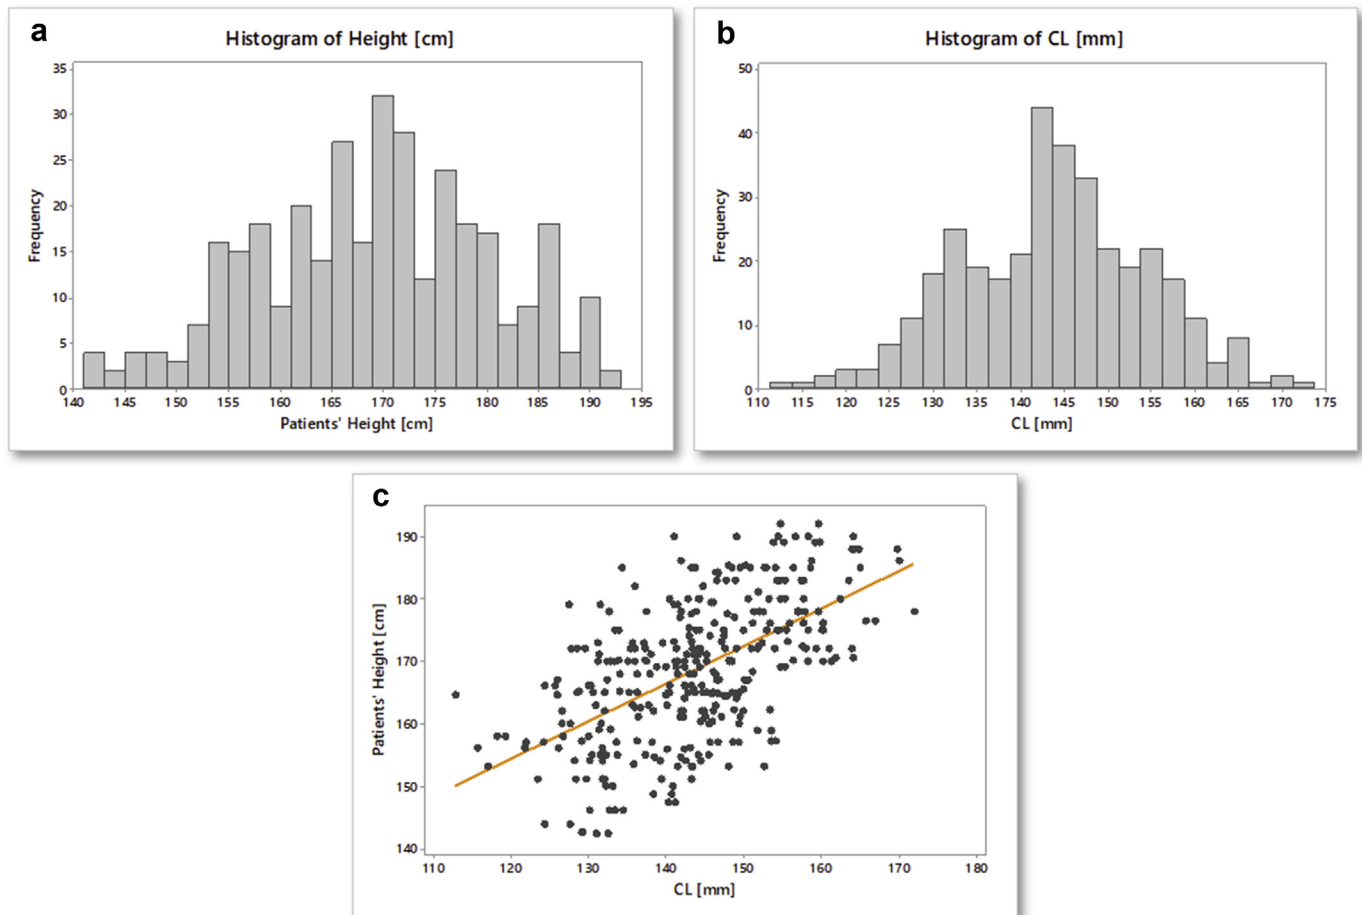 a
Histogram of Height [cm]
35
30
25
20
15
10
5
0
Frequency
140 145 150 155 160 165 170 175 180 185 190 195
Patients' Height [cm]
b
Histogram of CL [mm]
50
40
30
20
10
0
Frequency
110 115 120 125 130 135 140 145 150 155 160 165 170 175
CL [mm]
c
190
180
170
160
150
140
Patients' Height [cm]
110 120 130 140 150 160 170 180
CL [mm]